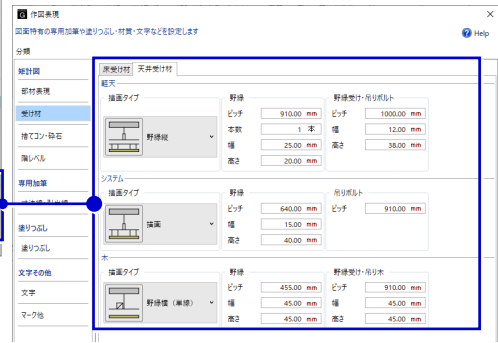 G 作図表現
図面特有の専用加筆や塗りつぶし・材質・文字などを設定します
? Help
分類
矩計図
部材表現
受け材
捨てコン・砕石
階レベル
専用加筆
塗りつぶし
塗りつぶし
文字その他
文字
マーク他
床受け材 天井受け材
軽天
描画タイプ 野縁 野縁受け・吊りボルト
野縁縦
ピッチ 910.00 mm ピッチ 1000.00 mm
本数 1 本 幅 12.00 mm
幅 25.00 mm 高さ 38.00 mm
高さ 20.00 mm
システム
描画タイプ 野縁 吊りボルト
描画
ピッチ 640.00 mm ピッチ 910.00 mm
幅 15.00 mm
高さ 40.00 mm
木
描画タイプ 野縁 野縁受け・吊り木
野縁横（単線）
ピッチ 455.00 mm ピッチ 910.00 mm
幅 45.00 mm 幅 45.00 mm
高さ 45.00 mm 高さ 45.00 mm